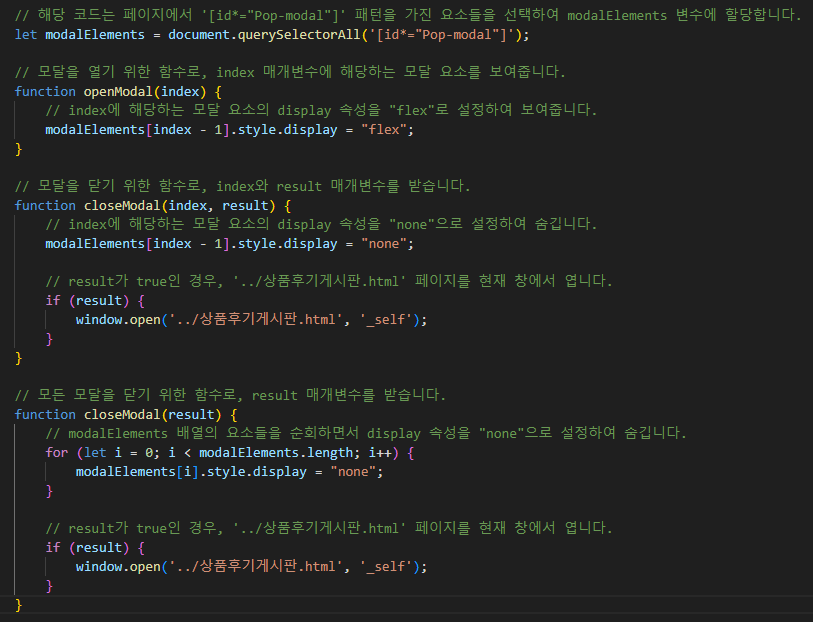 // 해당 코드는 페이지에서 '[id*="Pop-modal"]' 패턴을 가진 요소들을 선택하여 modalElements 변수에 할당합니다.
let modalElements = document.querySelectorAll('[id*="Pop-modal"]');

// 모달을 열기 위한 함수로, index 매개변수에 해당하는 모달 요소를 보여줍니다.
function openModal(index) {
    // index에 해당하는 모달 요소의 display 속성을 "flex"로 설정하여 보여줍니다.
    modalElements[index - 1].style.display = "flex";
}

// 모달을 닫기 위한 함수로, index와 result 매개변수를 받습니다.
function closeModal(index, result) {
    // index에 해당하는 모달 요소의 display 속성을 "none"으로 설정하여 숨깁니다.
    modalElements[index - 1].style.display = "none";

    // result가 true인 경우, '../상품후기게시판.html' 페이지를 현재 창에서 엽니다.
    if (result) {
        window.open('../상품후기게시판.html', '_self');
    }
}

// 모든 모달을 닫기 위한 함수로, result 매개변수를 받습니다.
function closeModal(result) {
    // modalElements 배열의 요소들을 순회하면서 display 속성을 "none"으로 설정하여 숨깁니다.
    for (let i = 0; i < modalElements.length; i++) {
        modalElements[i].style.display = "none";
    }

    // result가 true인 경우, '../상품후기게시판.html' 페이지를 현재 창에서 엽니다.
    if (result) {
        window.open('../상품후기게시판.html', '_self');
    }
}